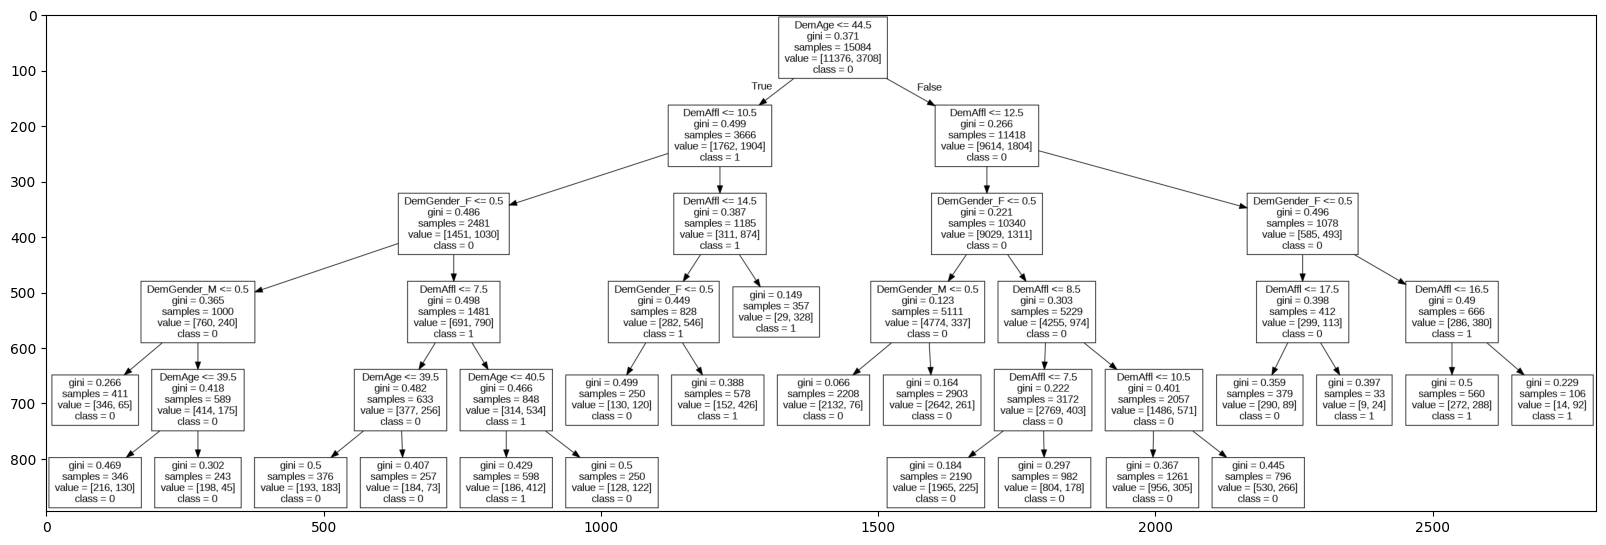 DemAge <= 44.5
gini = 0.371
samples = 15084
value = [11376, 3708]
class = 0
True
False
DemAffl <= 10.5
gini = 0.499
samples = 3666
value = [1762, 1904]
class = 1
DemAffl <= 12.5
gini = 0.266
samples = 11418
value = [9614, 1804]
class = 0
DemGender_F <= 0.5
gini = 0.486
samples = 2481
value = [1451, 1030]
class = 0
DemAffl <= 14.5
gini = 0.387
samples = 1185
value = [311, 874]
class = 1
DemGender_F <= 0.5
gini = 0.221
samples = 10340
value = [9029, 1311]
class = 0
DemGender_F <= 0.5
gini = 0.496
samples = 1078
value = [585, 493]
class = 0
DemGender_M <= 0.5
gini = 0.365
samples = 1000
value = [760, 240]
class = 0
DemAffl <= 7.5
gini = 0.498
samples = 1481
value = [691, 790]
class = 1
DemGender_F <= 0.5
gini = 0.449
samples = 828
value = [282, 546]
class = 1
gini = 0.149
samples = 357
value = [29, 328]
class = 1
DemGender_M <= 0.5
gini = 0.123
samples = 5111
value = [4774, 337]
class = 0
DemAffl <= 8.5
gini = 0.303
samples = 5229
value = [4255, 974]
class = 0
DemAffl <= 17.5
gini = 0.398
samples = 412
value = [299, 113]
class = 0
DemAffl <= 16.5
gini = 0.49
samples = 666
value = [286, 380]
class = 1
gini = 0.266
samples = 411
value = [346, 65]
class = 0
DemAge <= 39.5
gini = 0.418
samples = 589
value = [414, 175]
class = 0
DemAge <= 39.5
gini = 0.482
samples = 633
value = [377, 256]
class = 0
DemAge <= 40.5
gini = 0.466
samples = 848
value = [314, 534]
class = 1
gini = 0.499
samples = 250
value = [130, 120]
class = 0
gini = 0.388
samples = 578
value = [152, 426]
class = 1
gini = 0.066
samples = 2208
value = [2132, 76]
class = 0
gini = 0.164
samples = 2903
value = [2642, 261]
class = 0
DemAffl <= 7.5
gini = 0.222
samples = 3172
value = [2769, 403]
class = 0
DemAffl <= 10.5
gini = 0.401
samples = 2057
value = [1486, 571]
class = 0
gini = 0.359
samples = 379
value = [290, 89]
class = 0
gini = 0.397
samples = 33
value = [9, 24]
class = 1
gini = 0.5
samples = 560
value = [272, 288]
class = 1
gini = 0.229
samples = 106
value = [14, 92]
class = 1
gini = 0.469
samples = 346
value = [216, 130]
class = 0
gini = 0.302
samples = 243
value = [198, 45]
class = 0
gini = 0.5
samples = 376
value = [193, 183]
class = 0
gini = 0.407
samples = 257
value = [184, 73]
class = 0
gini = 0.429
samples = 598
value = [186, 412]
class = 1
gini = 0.5
samples = 250
value = [128, 122]
class = 0
gini = 0.184
samples = 2190
value = [1965, 225]
class = 0
gini = 0.297
samples = 982
value = [804, 178]
class = 0
gini = 0.367
samples = 1261
value = [956, 305]
class = 0
gini = 0.445
samples = 796
value = [530, 266]
class = 0
0
100
200
300
400
500
600
700
800
0
500
1000
1500
2000
2500